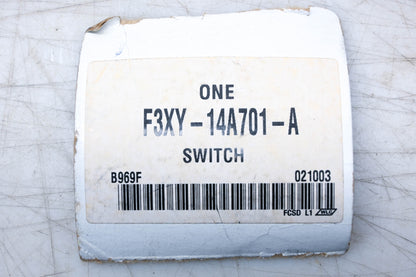 ONE
F3XY-14A701-A
SWITCH
B969F 021003
FCSD L1